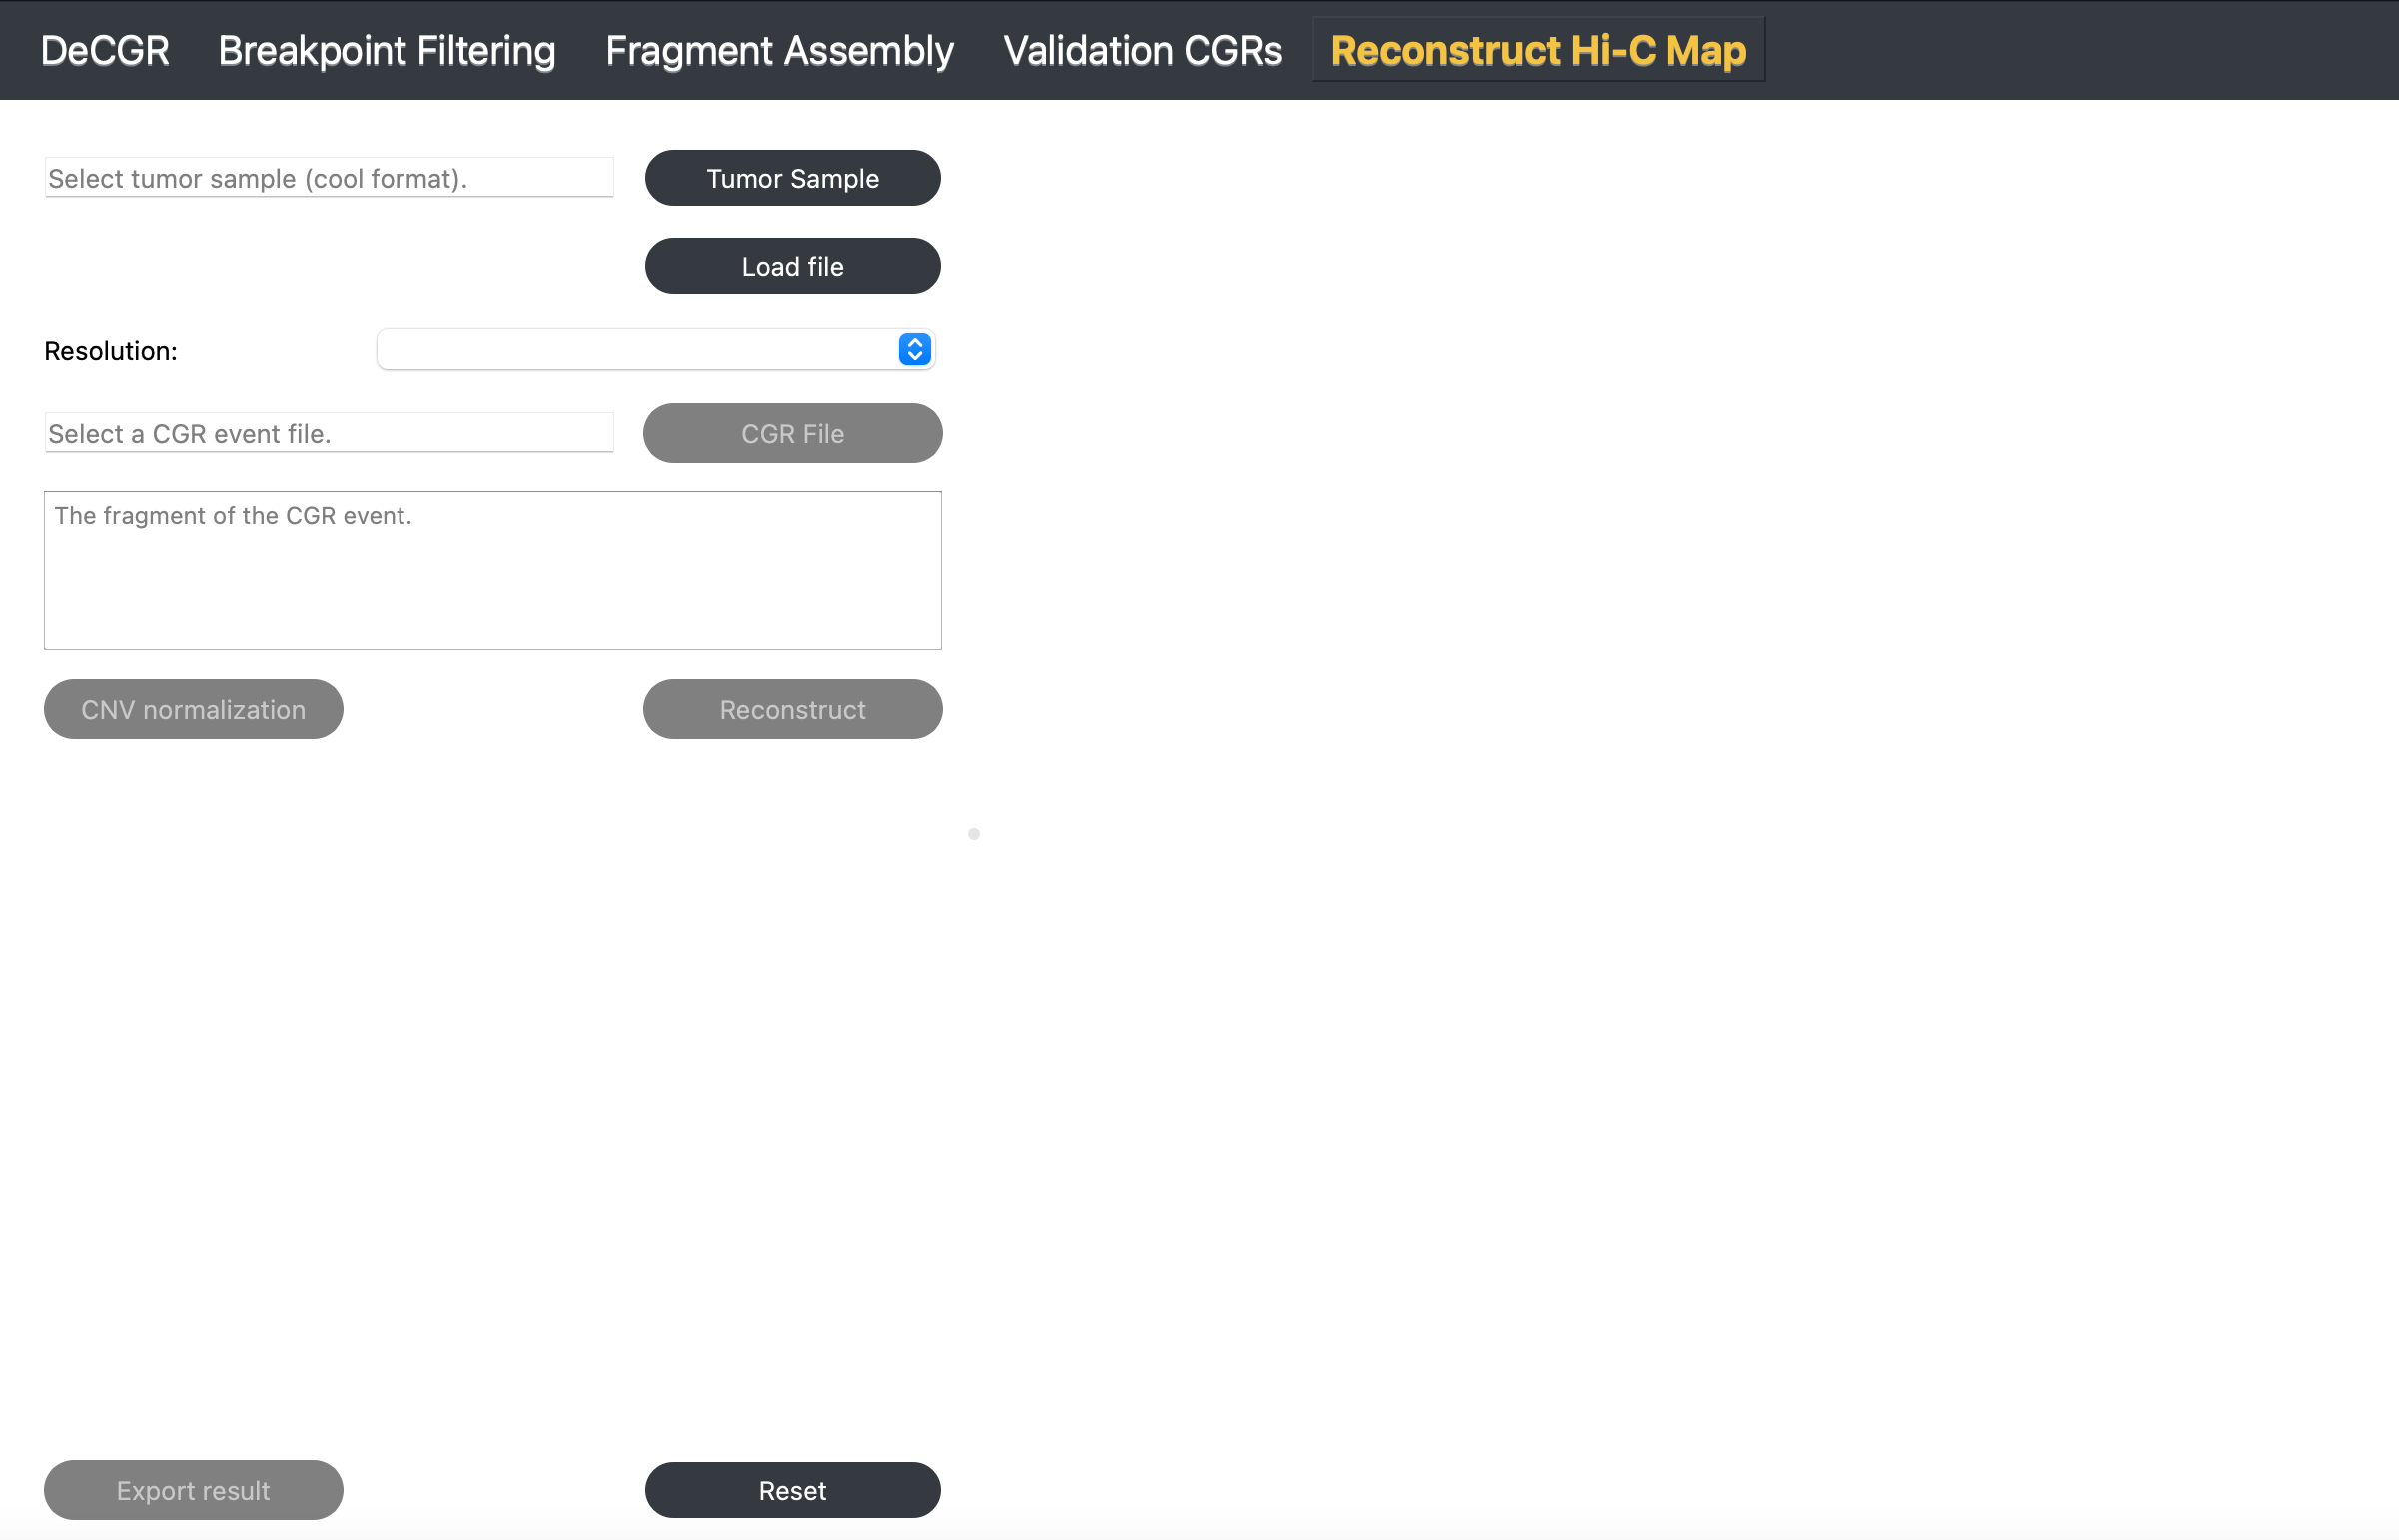 DeCGR Breakpoint Filtering Fragment Assembly Validation CGRs Reconstruct Hi-C Map
Select tumor sample (cool format). Tumor Sample
Load file
Resolution:
Select a CGR event file. CGR File
The fragment of the CGR event.
CNV normalization Reconstruct
Export result Reset